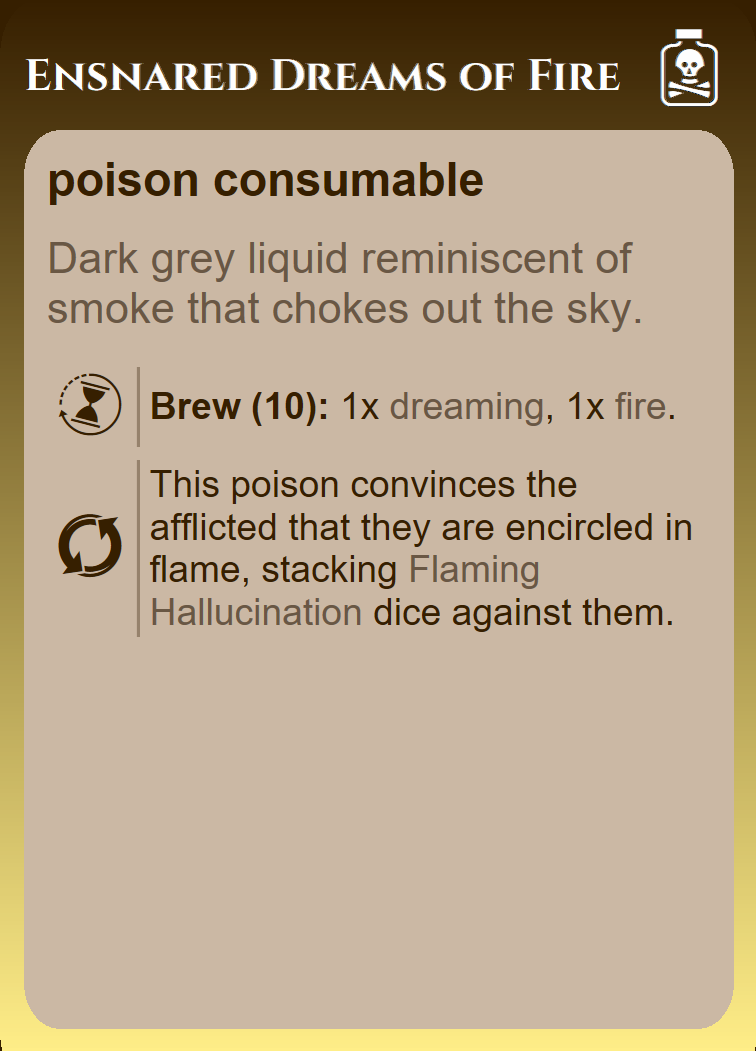 Ensnared Dreams of Fire
poison consumable
Dark grey liquid reminiscent of
smoke that chokes out the sky.
Brew (10): 1x dreaming, 1x fire.
This poison convinces the
afflicted that they are encircled in
flame, stacking Flaming
Hallucination dice against them.